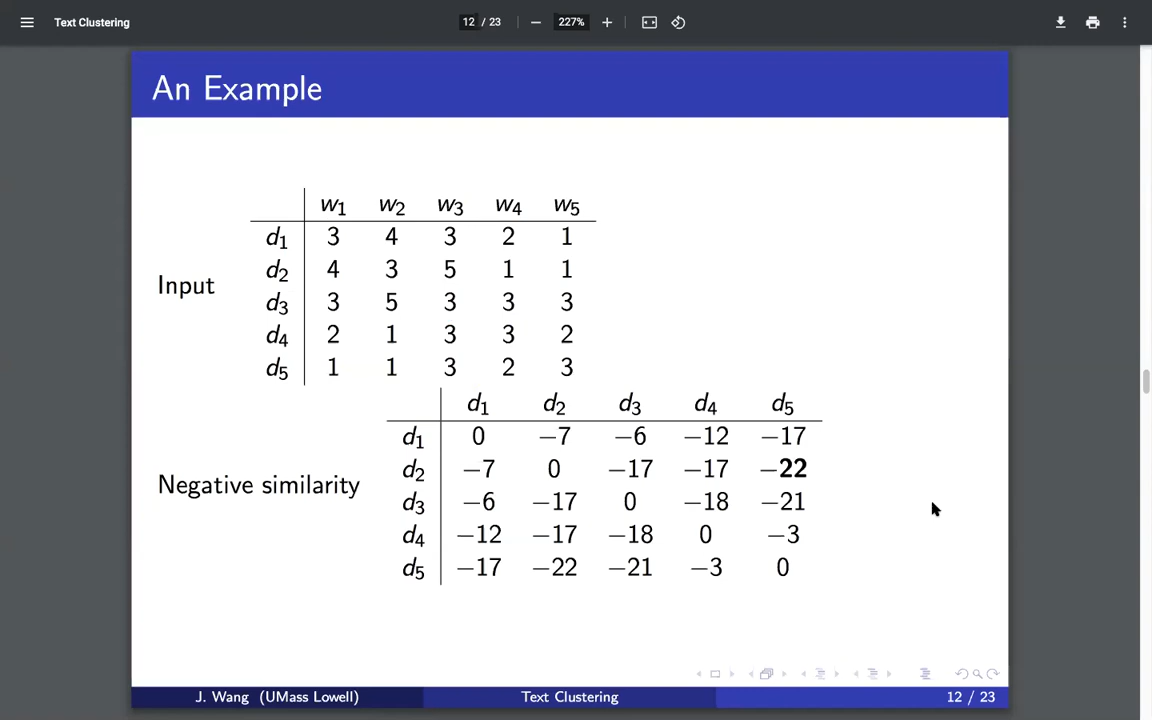 Text Clustering
12 / 23
227%
An Example
w1 w2 w3 w4 w5
d1 3 4 3 2 1
d2 4 3 5 1 1
Input
d3 3 5 3 3 3
d4 2 1 3 3 2
d5 1 1 3 2 3
d1 d2 d3 d4 d5
d1 0 −7 −6 −12 −17
d2 −7 0 −17 −17 −22
Negative similarity
d3 −6 −17 0 −18 −21
d4 −12 −17 −18 0 −3
d5 −17 −22 −21 −3 0
J. Wang (UMass Lowell)
Text Clustering
12 / 23